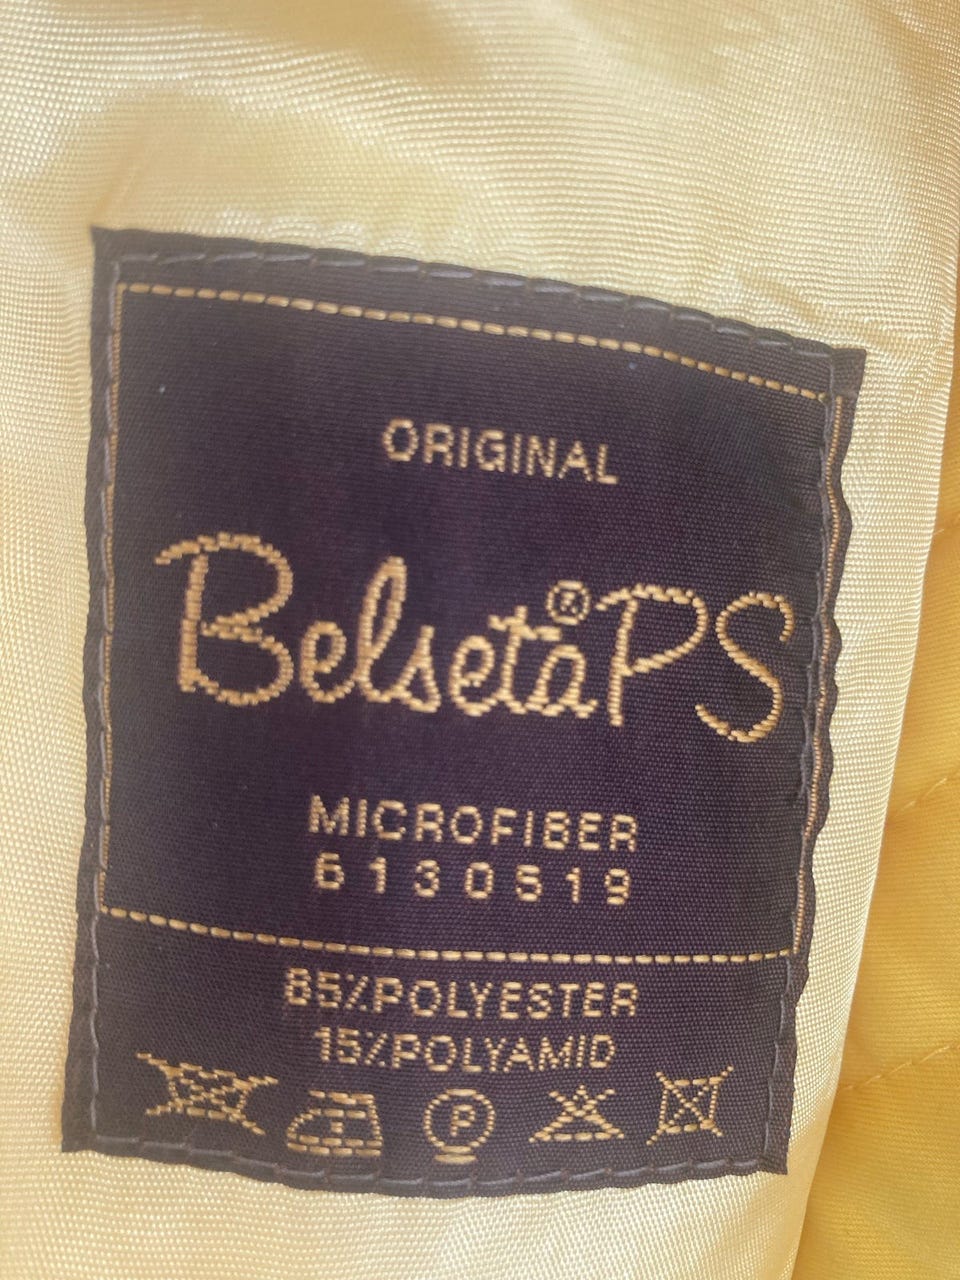 ORIGINAL
Belseta® PS
MICROFIBER
6130519
85%POLYESTER
15%POLYAMID
P